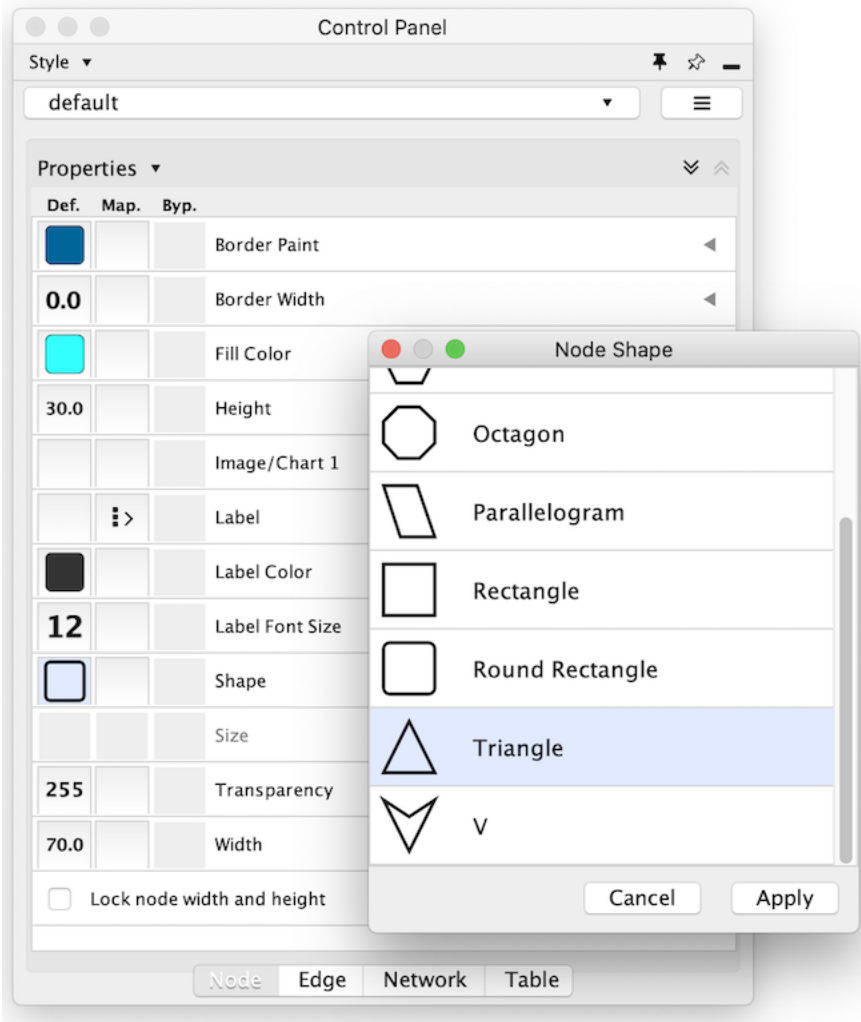 Control Panel
Style
default
Properties
Def. Map. Byp.
Border Paint
0.0 Border Width
Fill Color
30.0 Height
Image/Chart 1
Label
Label Color
12 Label Font Size
Shape
Size
255 Transparency
70.0 Width
Lock node width and height
Node Edge Network Table
Node Shape
Octagon
Parallelogram
Rectangle
Round Rectangle
Triangle
V
Cancel Apply